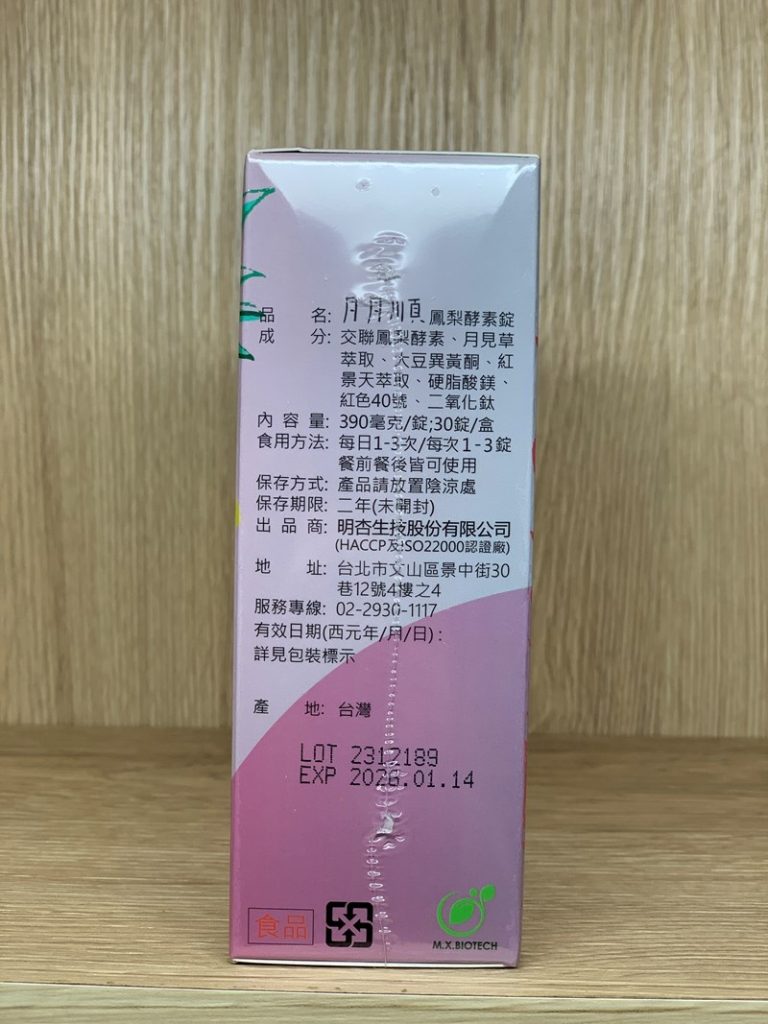 品 名: 月月順 鳳梨酵素錠
成 分: 交聯鳳梨酵素、月見草
萃取、大豆異黃酮、紅
景天萃取、硬脂酸鎂、
紅色40號、二氧化鈦
內容量: 390毫克/錠;30錠/盒
食用方法: 每日1-3次/每次1-3錠
餐前餐後皆可使用
保存方式: 產品請放置陰涼處
保存期限: 二年(未開封)
出品商: 明杏生技股份有限公司
(HACCP及ISO22000認證廠)
地 址: 台北市文山區景中街30
巷12號4樓之4
服務專線: 02-2930-1117
有效日期(西元年/月/日):
詳見包裝標示
產 地: 台灣
LOT 2312189
EXP 2026.01.14
食品
M.X.BIOTECH